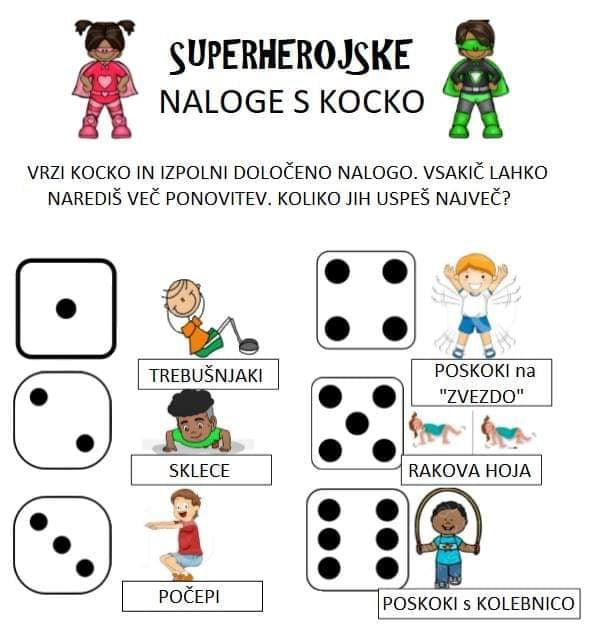 SUPERHEROJSKE
NALOGE S KOCKO
VRZI KOCKO IN IZPOLNI DOLOČENO NALOGO. VSAKIČ LAHKO
NAREDIŠ VEČ PONOVITEV. KOLIKO JIH USPEŠ NAJVEČ?
TREBUŠNJAKI
SKLECE
POČEPI
POSKOKI na
"ZVEZDO"
RAKOVA HOJA
POSKOKI s KOLEBNICO